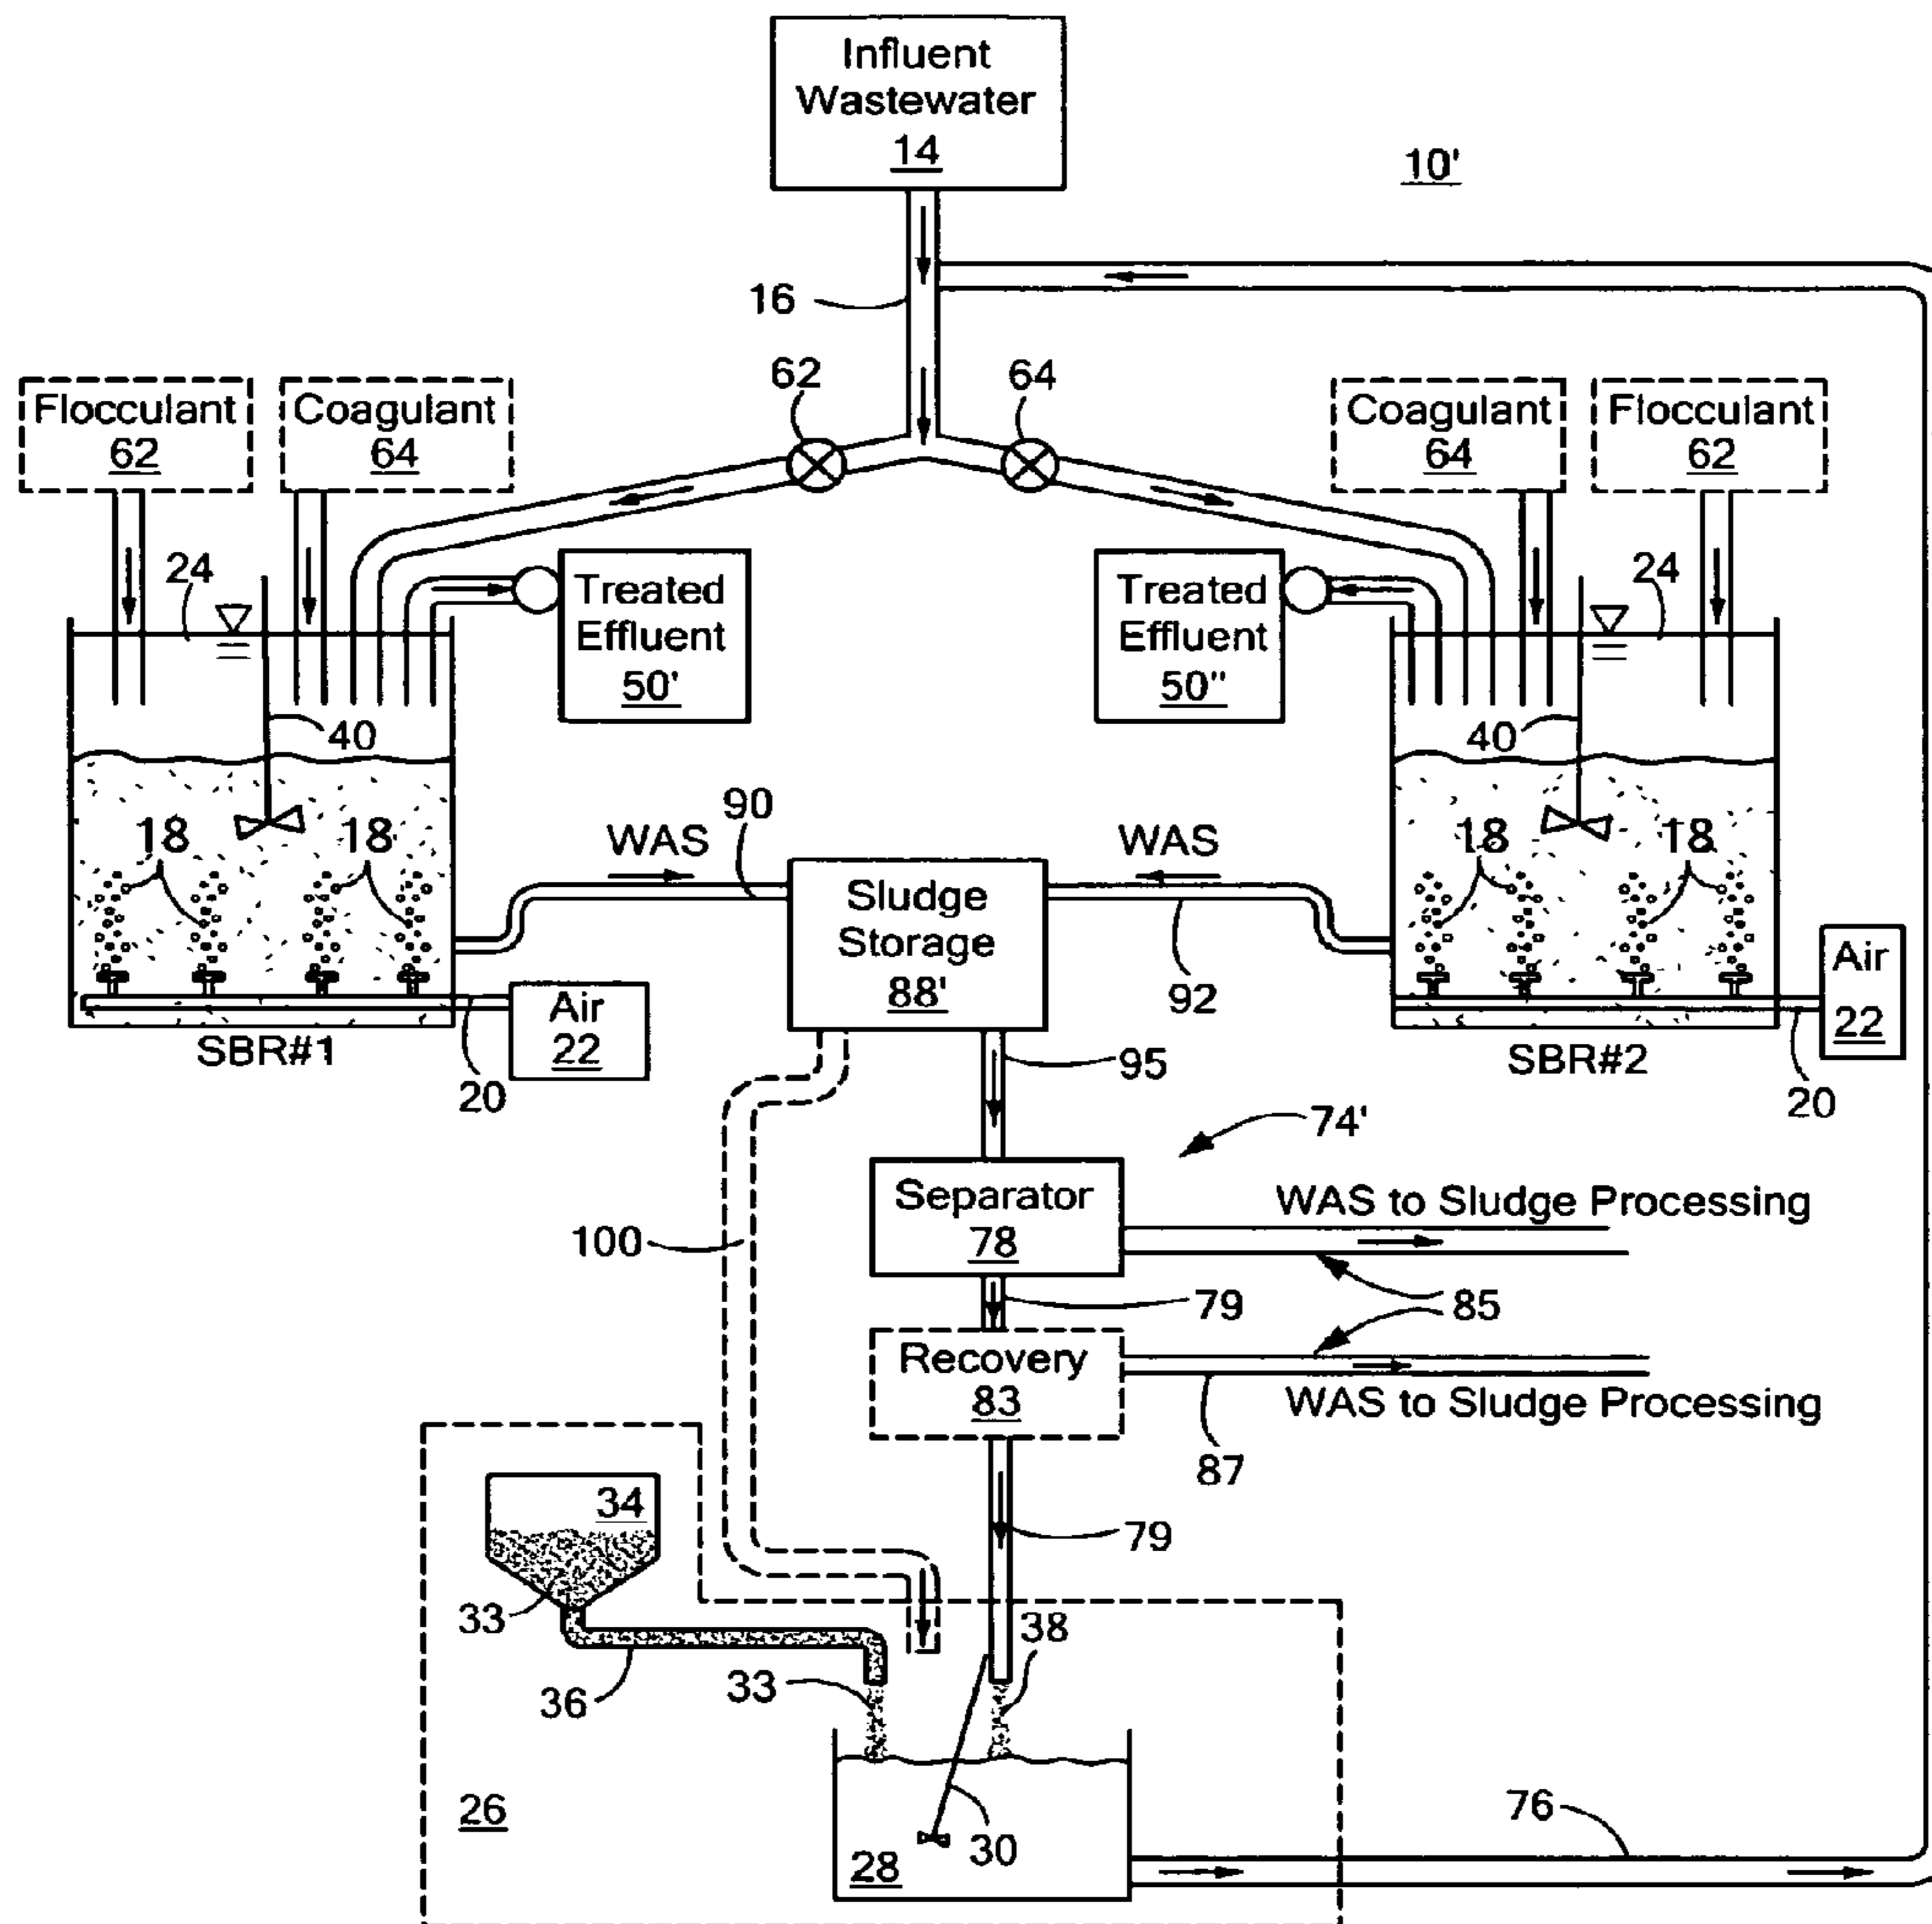 Influent
Wastewater
14
10'
16
62
64
Flocculant
62
Coagulant
64
Coagulant
64
Flocculant
62
24
Treated
Effluent
50'
Treated
Effluent
50"
24
40
40
18
18
WAS
90
WAS
18
18
Sludge
Storage
88'
92
Air
22
Air
22
SBR#1
20
SBR#2
20
95
74'
Separator
78
WAS to Sludge Processing
100
79
85
Recovery
83
WAS to Sludge Processing
87
34
79
33
38
36
33
26
30
28
76